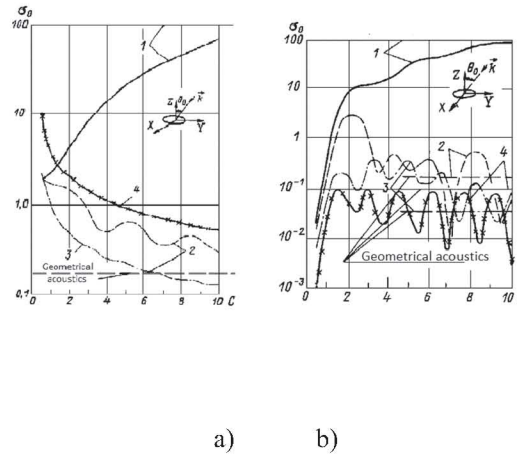 σ₀
100
1
Z
θ₀
k
X
Y
10
4
1,0
3
2
Geometrical
acoustics
0,1
0 2 4 6 8 10 C
σ₀
100
1
Z
θ₀
k
X
Y
10
1
2
4
10⁻¹
3
10⁻²
Geometrical acoustics
10⁻³
0 2 4 6 8 10
a) b)